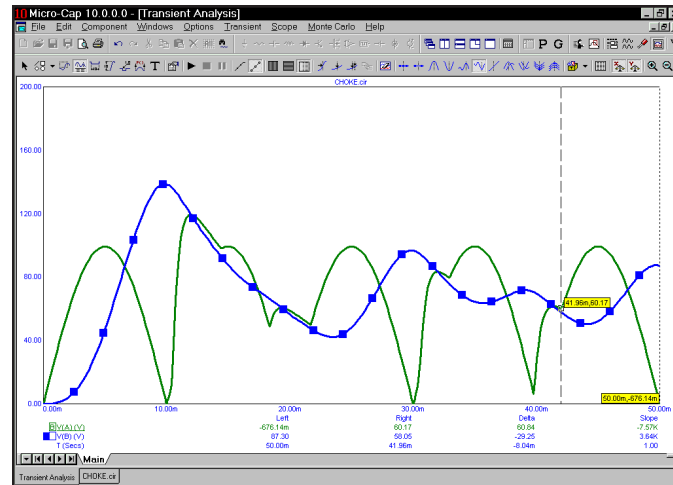 10 Micro-Cap 10.0.0.0 - [Transient Analysis]
File Edit Component Windows Options Transient Scope Monte Carlo Help
T P G
CHOKE.cir
200.00
160.00
120.00
80.00
40.00
0.00
41.96m,60.17
50.00m,-676.14m
0.00m 10.00m 20.00m 30.00m 40.00m 50.00m
Left Right Delta Slope
V(A) (V) -676.14m 60.17 60.84 -7.57K
V(B) (V) 87.30 58.05 -29.25 3.64K
T (Secs) 50.00m 41.96m -8.04m 1.00
Main
Transient Analysis CHOKE.cir